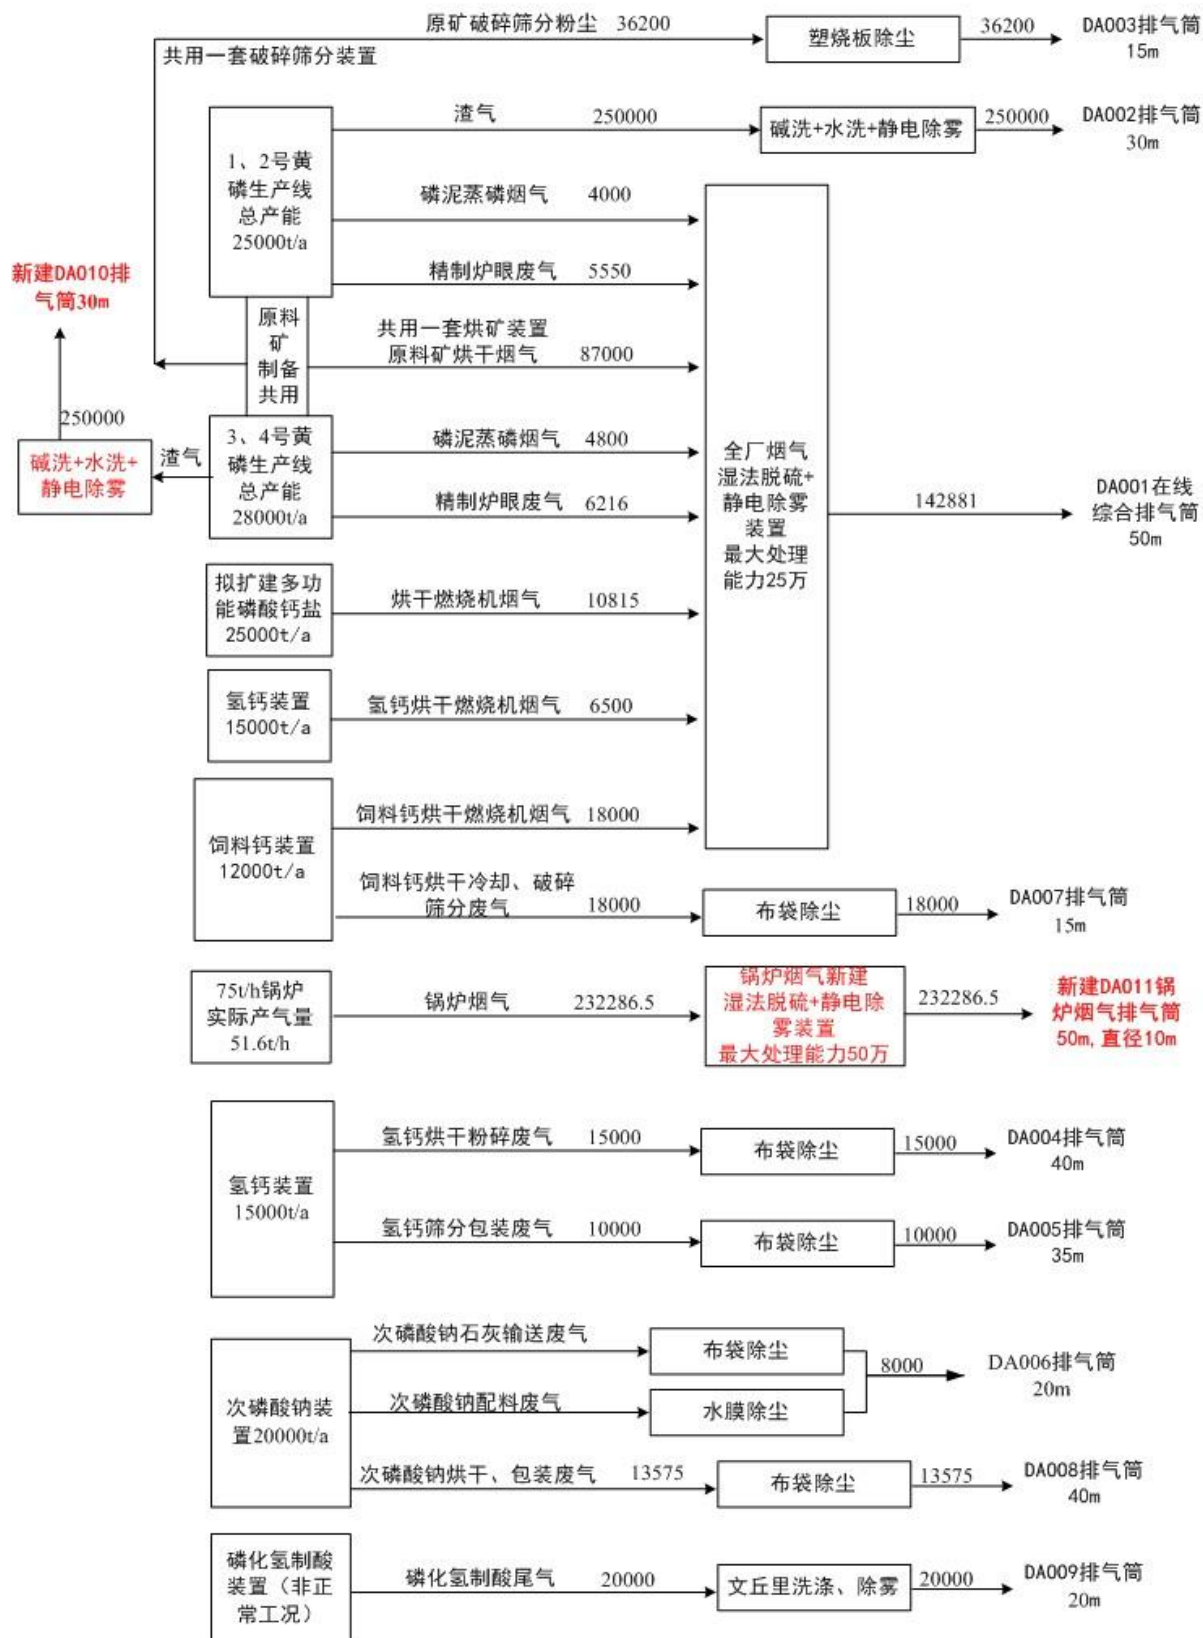 原矿破碎筛分粉尘 36200
共用一套破碎筛分装置
塑烧板除尘
36200
DA003排气筒
15m
渣气 250000
碱洗+水洗+静电除雾
250000
DA002排气筒
30m
1、2号黄
磷生产线
总产能
25000t/a
磷泥蒸磷烟气 4000
精制炉眼废气 5550
新建DA010排
气筒30m
原料
矿
制备
共用
共用一套烘矿装置
原料矿烘干烟气 87000
250000
碱洗+水洗+
静电除雾
渣气
3、4号黄
磷生产线
总产能
28000t/a
磷泥蒸磷烟气 4800
精制炉眼废气 6216
全厂烟气
湿法脱硫+
静电除雾
装置
最大处理
能力25万
142881
DA001在线
综合排气筒
50m
拟扩建多功
能磷酸钙盐
25000t/a
烘干燃烧机烟气 10815
氢钙装置
15000t/a
氢钙烘干燃烧机烟气 6500
饲料钙装置
12000t/a
饲料钙烘干燃烧机烟气 18000
饲料钙烘干冷却、破碎
筛分废气 18000
布袋除尘
18000
DA007排气筒
15m
75t/h锅炉
实际产气量
51.6t/h
锅炉烟气 232286.5
锅炉烟气新建
湿法脱硫+静电除
雾装置
最大处理能力50万
232286.5
新建DA011锅
炉烟气排气筒
50m,直径10m
氢钙装置
15000t/a
氢钙烘干粉碎废气 15000
布袋除尘
15000
DA004排气筒
40m
氢钙筛分包装废气 10000
布袋除尘
10000
DA005排气筒
35m
次磷酸钠装
置20000t/a
次磷酸钠石灰输送废气
布袋除尘
次磷酸钠配料废气
水膜除尘
8000
DA006排气筒
20m
次磷酸钠烘干、包装废气 13575
布袋除尘
13575
DA008排气筒
40m
磷化氢制酸
装置（非正
常工况）
磷化氢制酸尾气 20000
文丘里洗涤、除雾
20000
DA009排气筒
20m